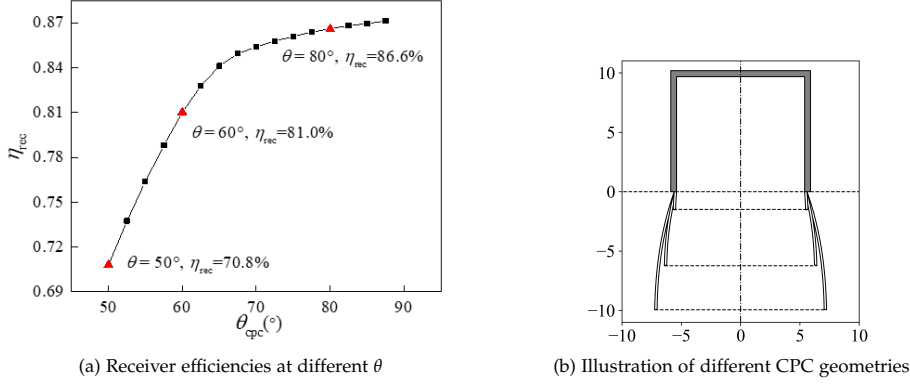 0.87
0.84
0.81
0.78
0.75
0.72
0.69
η_rec
θ = 80°, η_rec=86.6%
θ = 60°, η_rec=81.0%
θ = 50°, η_rec=70.8%
50 60 70 80 90
θ_cpc(°)
(a) Receiver efficiencies at different θ
10
5
0
−5
−10
−10 −5 0 5 10
(b) Illustration of different CPC geometries